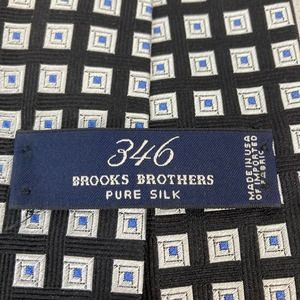 346
BROOKS BROTHERS
PURE SILK
MADE IN USA
OF IMPORTED
FABRIC